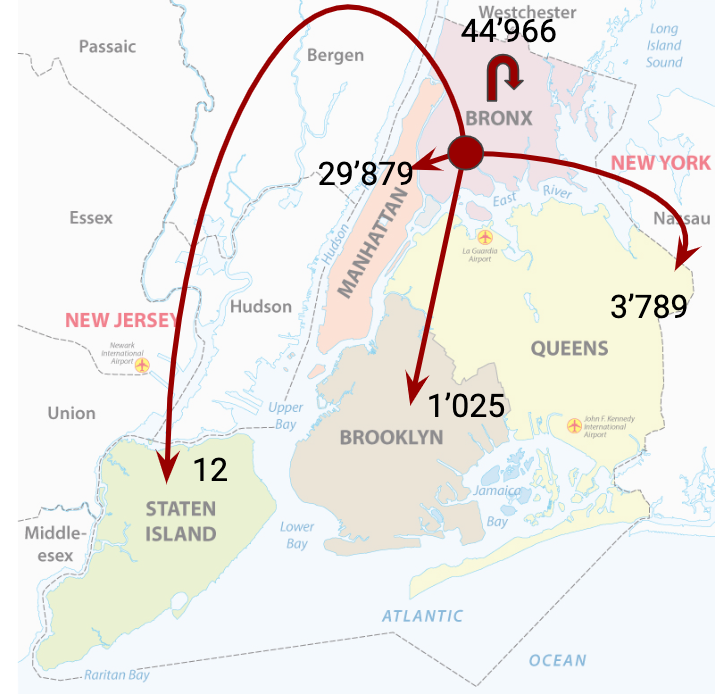 Westchester
44’966
Passaic
Bergen
Long
Island
Sound
BRONX
NEW YORK
29’879
East River
Essex
Nassau
Hudson
MANHATTAN
La Guardia
Airport
3’789
Hudson
NEW JERSEY
Newark
International
Airport
QUEENS
Union
Upper
Bay
1’025
BROOKLYN
John F. Kennedy
International
Airport
12
Jamaica
Bay
STATEN
ISLAND
Lower
Bay
Middle-
esex
ATLANTIC
OCEAN
Raritan Bay